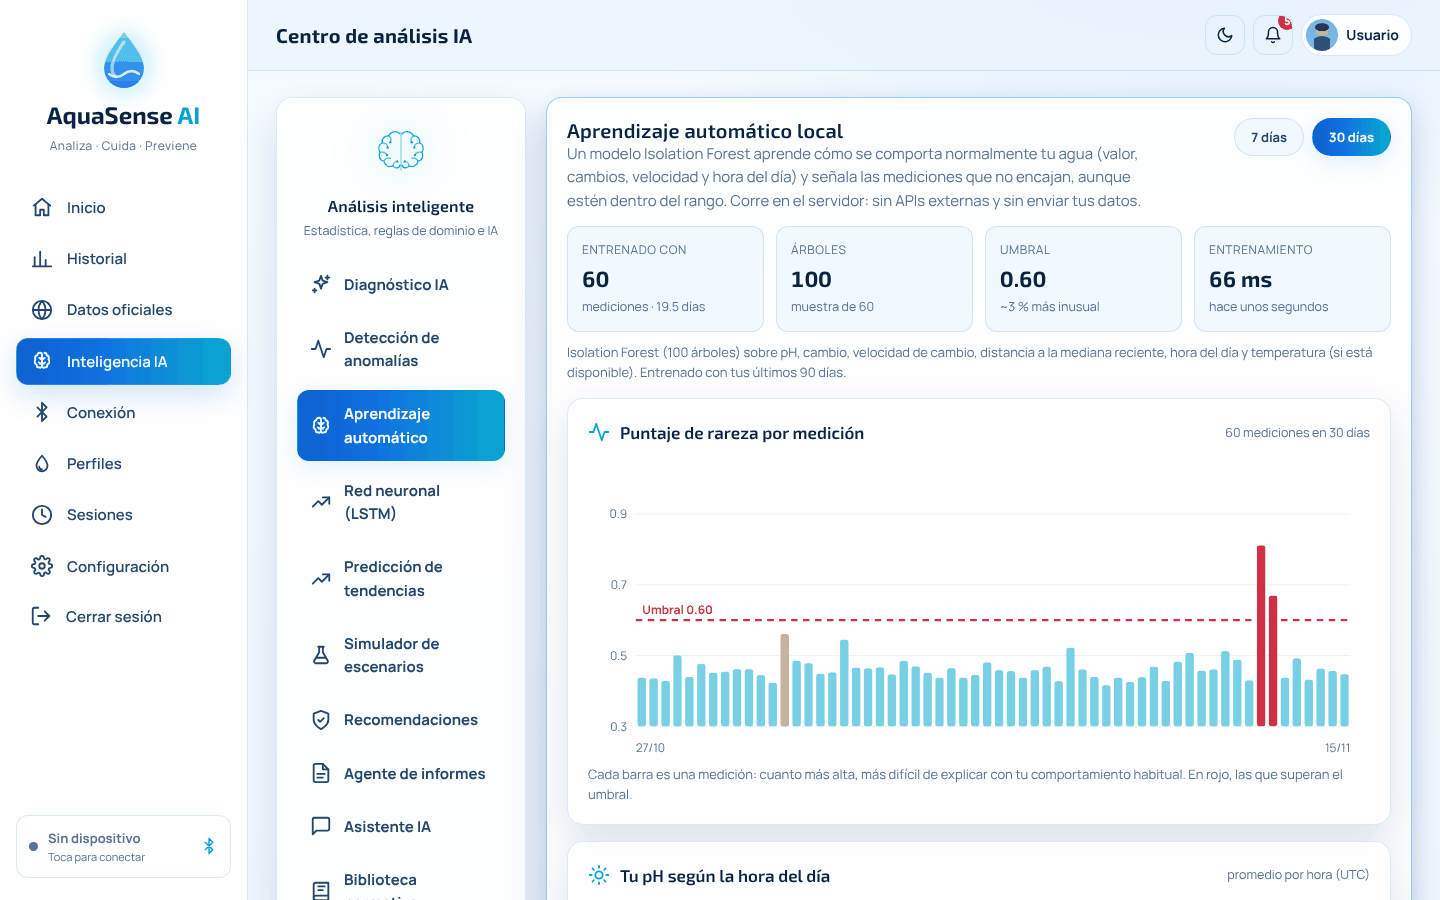 AquaSense AI
Analiza · Cuida · Previene
Inicio
Historial
Datos oficiales
Inteligencia IA
Conexión
Perfiles
Sesiones
Configuración
Cerrar sesión
Sin dispositivo
Toca para conectar
Centro de análisis IA
Usuario
Análisis inteligente
Estadística, reglas de dominio e IA
Diagnóstico IA
Detección de
anomalías
Aprendizaje
automático
Red neuronal
(LSTM)
Predicción de
tendencias
Simulador de
escenarios
Recomendaciones
Agente de informes
Asistente IA
Biblioteca
Aprendizaje automático local
Un modelo Isolation Forest aprende cómo se comporta normalmente tu agua (valor,
cambios, velocidad y hora del día) y señala las mediciones que no encajan, aunque
estén dentro del rango. Corre en el servidor: sin APIs externas y sin enviar tus datos.
7 días
30 días
ENTRENADO CON
60
mediciones · 19.5 días
ÁRBOLES
100
muestra de 60
UMBRAL
0.60
~3 % más inusual
ENTRENAMIENTO
66 ms
hace unos segundos
Isolation Forest (100 árboles) sobre pH, cambio, velocidad de cambio, distancia a la mediana reciente, hora del día y temperatura (si está
disponible). Entrenado con tus últimos 90 días.
Puntaje de rareza por medición
60 mediciones en 30 días
0.9
0.7
Umbral 0.60
0.5
0.3
27/10
15/11
Cada barra es una medición: cuanto más alta, más difícil de explicar con tu comportamiento habitual. En rojo, las que superan el
umbral.
Tu pH según la hora del día
promedio por hora (UTC)